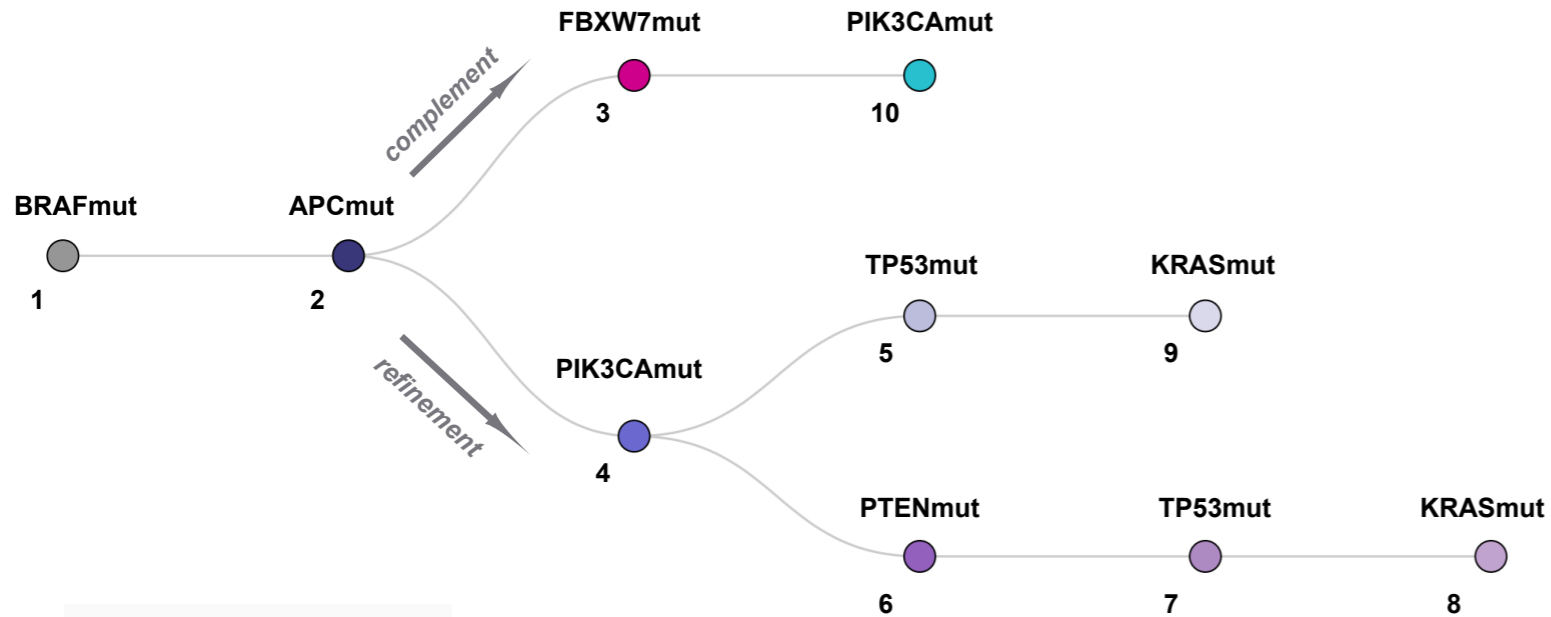 FBXW7mut
PIK3CAmut
complement
3
10
BRAFmut
APCmut
1
2
TP53mut
KRASmut
refinement
5
9
PIK3CAmut
4
PTENmut
TP53mut
KRASmut
6
7
8